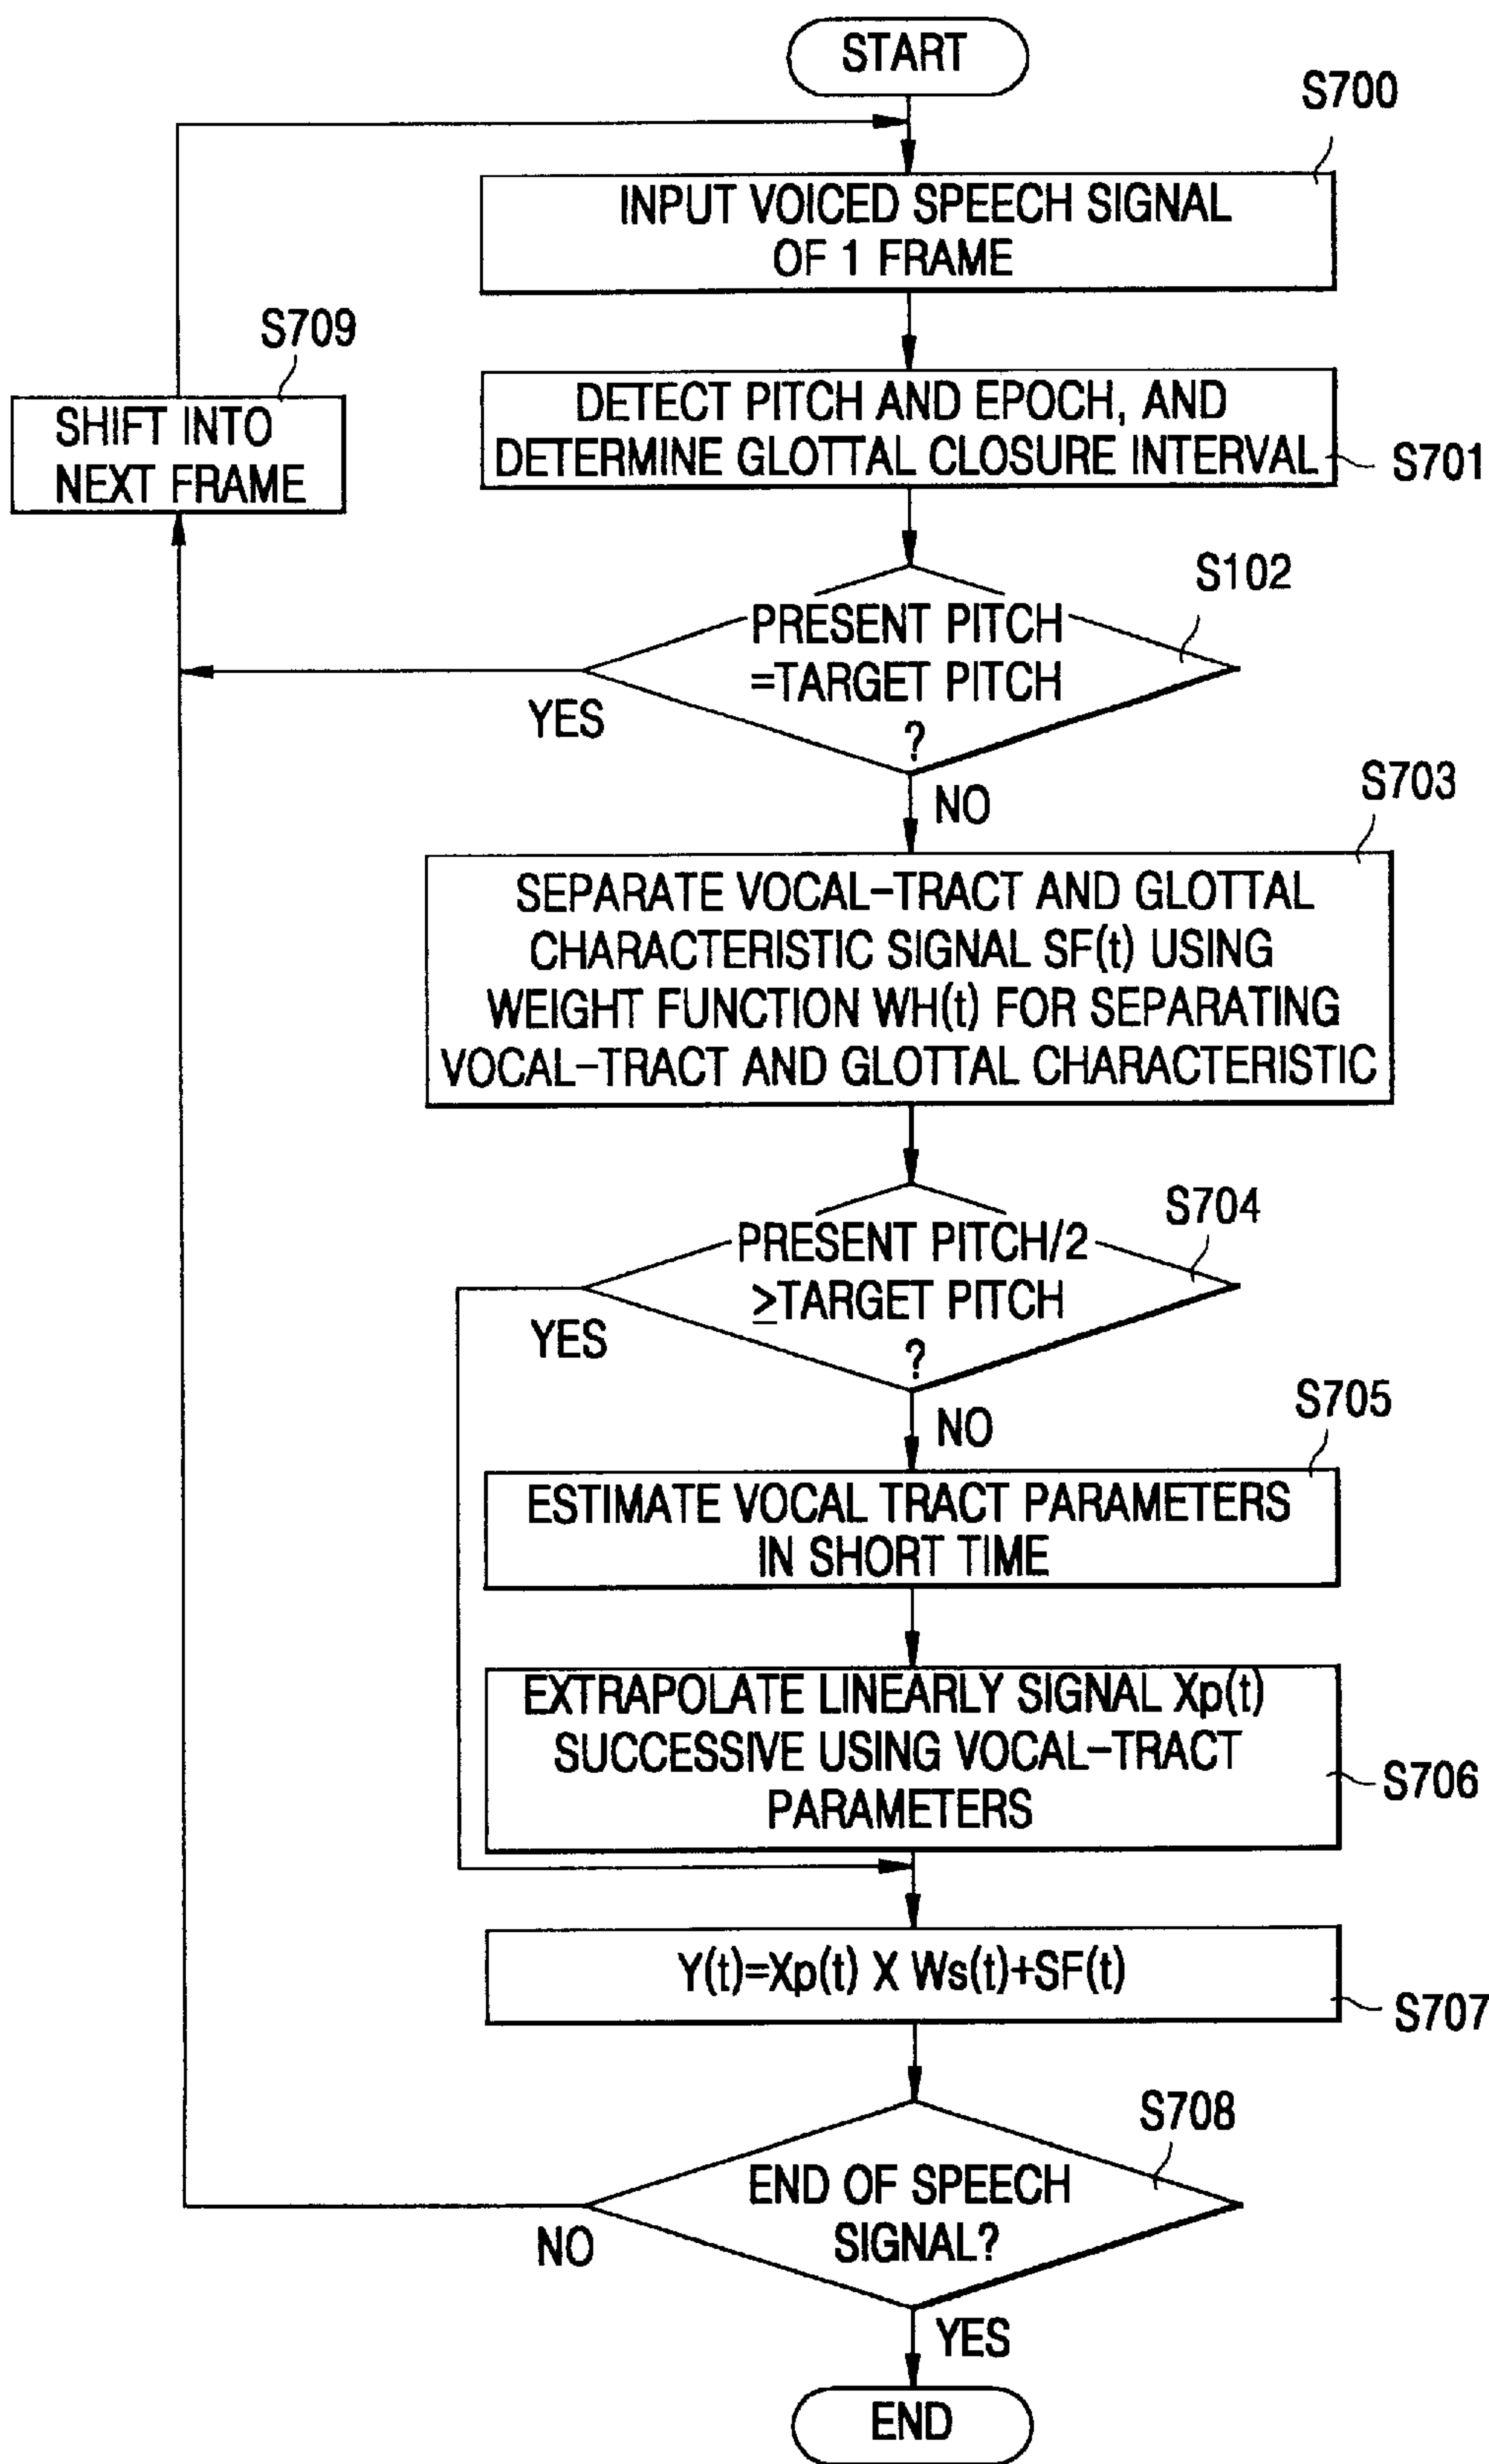 START
S700
INPUT VOICED SPEECH SIGNAL
OF 1 FRAME
S709
SHIFT INTO
NEXT FRAME
DETECT PITCH AND EPOCH, AND
DETERMINE GLOTTAL CLOSURE INTERVAL
S701
S102
PRESENT PITCH
=TARGET PITCH
?
YES
NO
S703
SEPARATE VOCAL-TRACT AND GLOTTAL
CHARACTERISTIC SIGNAL SF(t) USING
WEIGHT FUNCTION WH(t) FOR SEPARATING
VOCAL-TRACT AND GLOTTAL CHARACTERISTIC
S704
PRESENT PITCH/2
≥TARGET PITCH
?
YES
NO
S705
ESTIMATE VOCAL TRACT PARAMETERS
IN SHORT TIME
EXTRAPOLATE LINEARLY SIGNAL Xp(t)
SUCCESSIVE USING VOCAL-TRACT
PARAMETERS
S706
Y(t)=Xp(t) X Ws(t)+SF(t)
S707
S708
END OF SPEECH
SIGNAL?
NO
YES
END